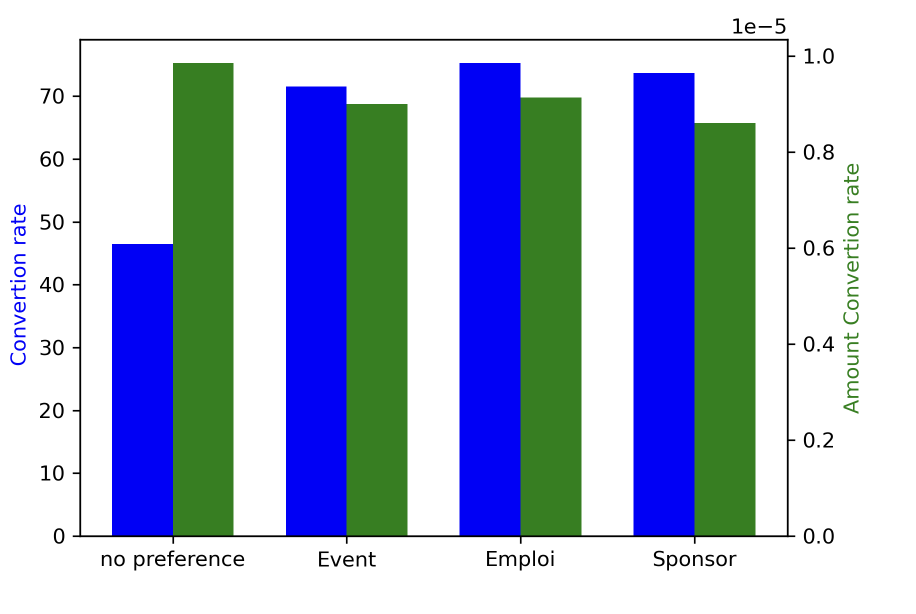 1e−5
Convertion rate
70
60
50
40
30
20
10
0
1.0
0.8
0.6
0.4
0.2
0.0
Amount Convertion rate
no preference
Event
Emploi
Sponsor